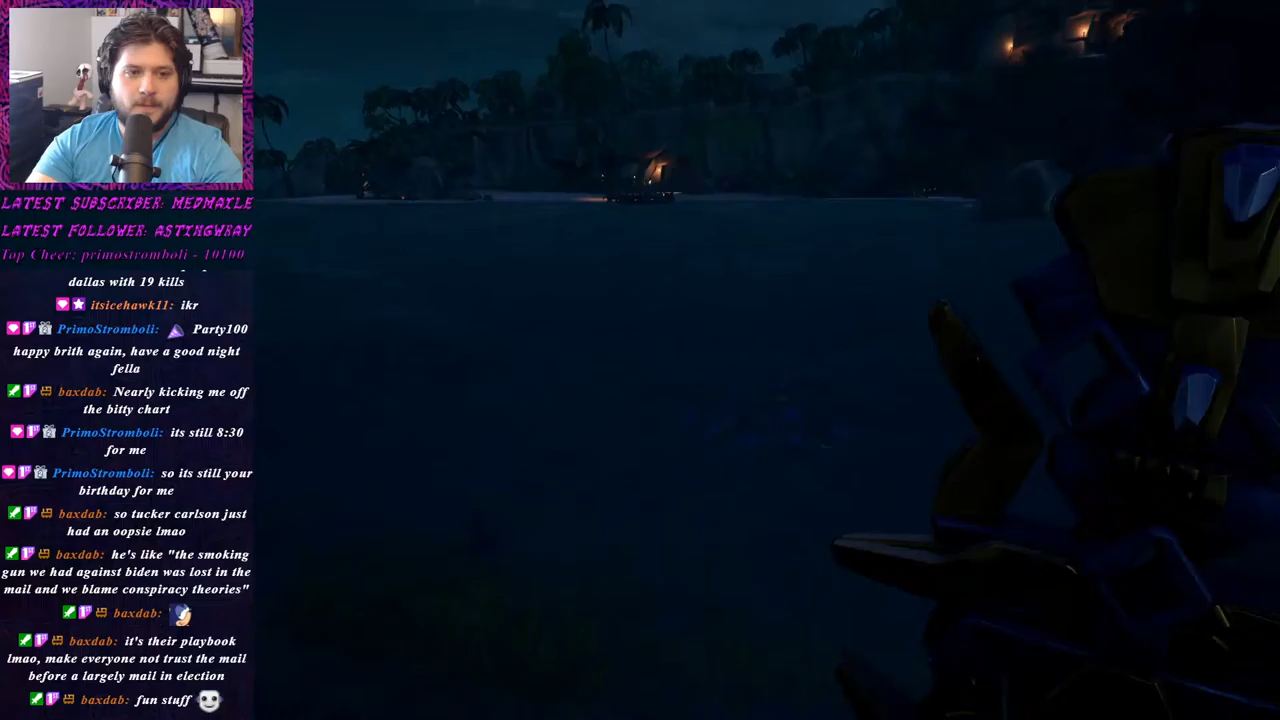 LATEST SUBSCRIBER: MEDMAILE
LATEST FOLLOWER: ASTINGWRAY
Top Cheer: primostromboli - 10100
dallas with 19 kills
itsicehawk11: ikr
PrimoStromboli: Party100
happy brith again, have a good night
fella
baxdab: Nearly kicking me off
the bitty chart
PrimoStromboli: its still 8:30
for me
PrimoStromboli: so its still your
birthday for me
baxdab: so tucker carlson just
had an oopsie lmao
baxdab: he's like "the smoking
gun we had against biden was lost in the
mail and we blame conspiracy theories"
baxdab:
baxdab: it's their playbook
lmao, make everyone not trust the mail
before a largely mail in election
baxdab: fun stuff